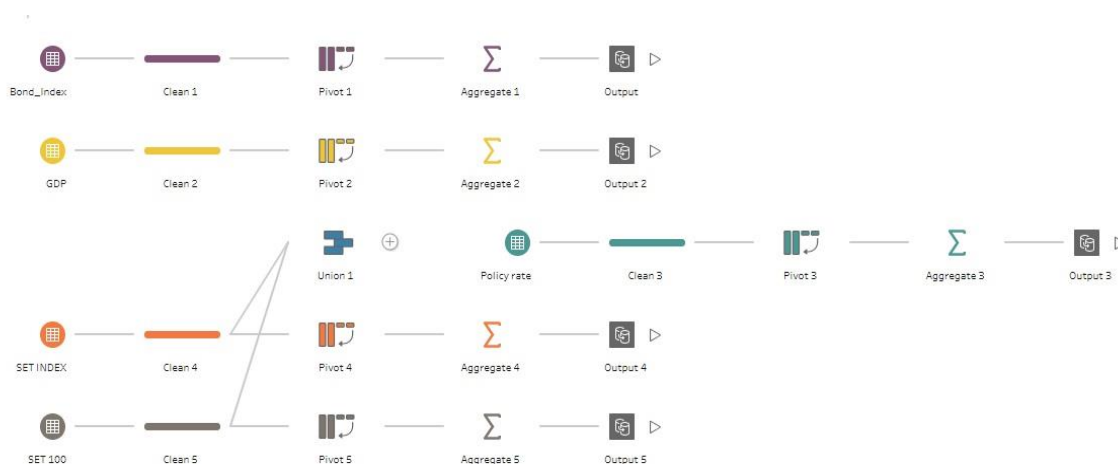 Bond_Index Clean 1 Pivot 1 Aggregate 1 Output
GDP Clean 2 Pivot 2 Aggregate 2 Output 2
Union 1 Policy rate Clean 3 Pivot 3 Aggregate 3 Output 3
SET INDEX Clean 4 Pivot 4 Aggregate 4 Output 4
SET 100 Clean 5 Pivot 5 Aggregate 5 Output 5